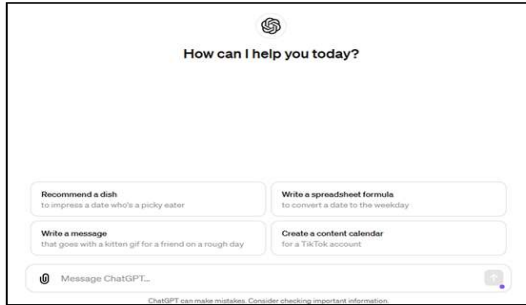 How can I help you today?
Recommend a dish
to impress a date who's a picky eater
Write a spreadsheet formula
to convert a date to the weekday
Write a message
that goes with a kitten gif for a friend on a rough day
Create a content calendar
for a TikTok account
Message ChatGPT...
ChatGPT can make mistakes. Consider checking important information.